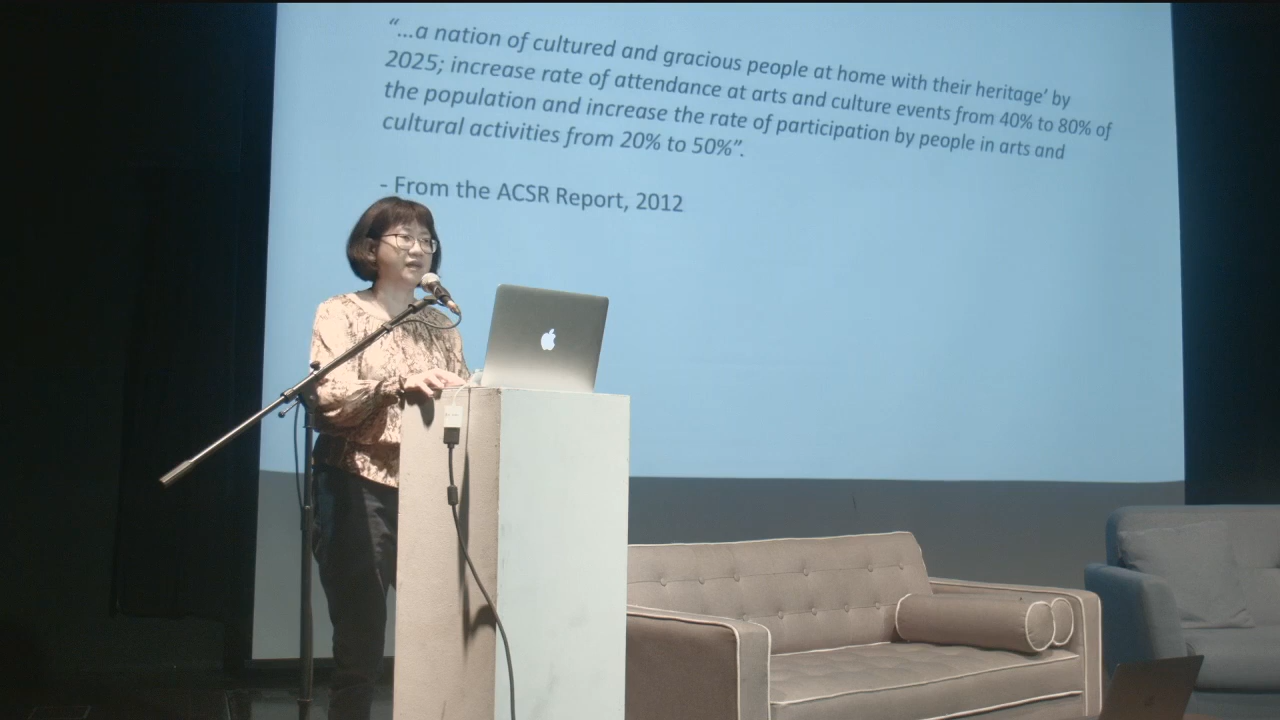 “…a nation of cultured and gracious people at home with their heritage’ by
2025; increase rate of attendance at arts and culture events from 40% to 80% of
the population and increase the rate of participation by people in arts and
cultural activities from 20% to 50%”.
- From the ACSR Report, 2012